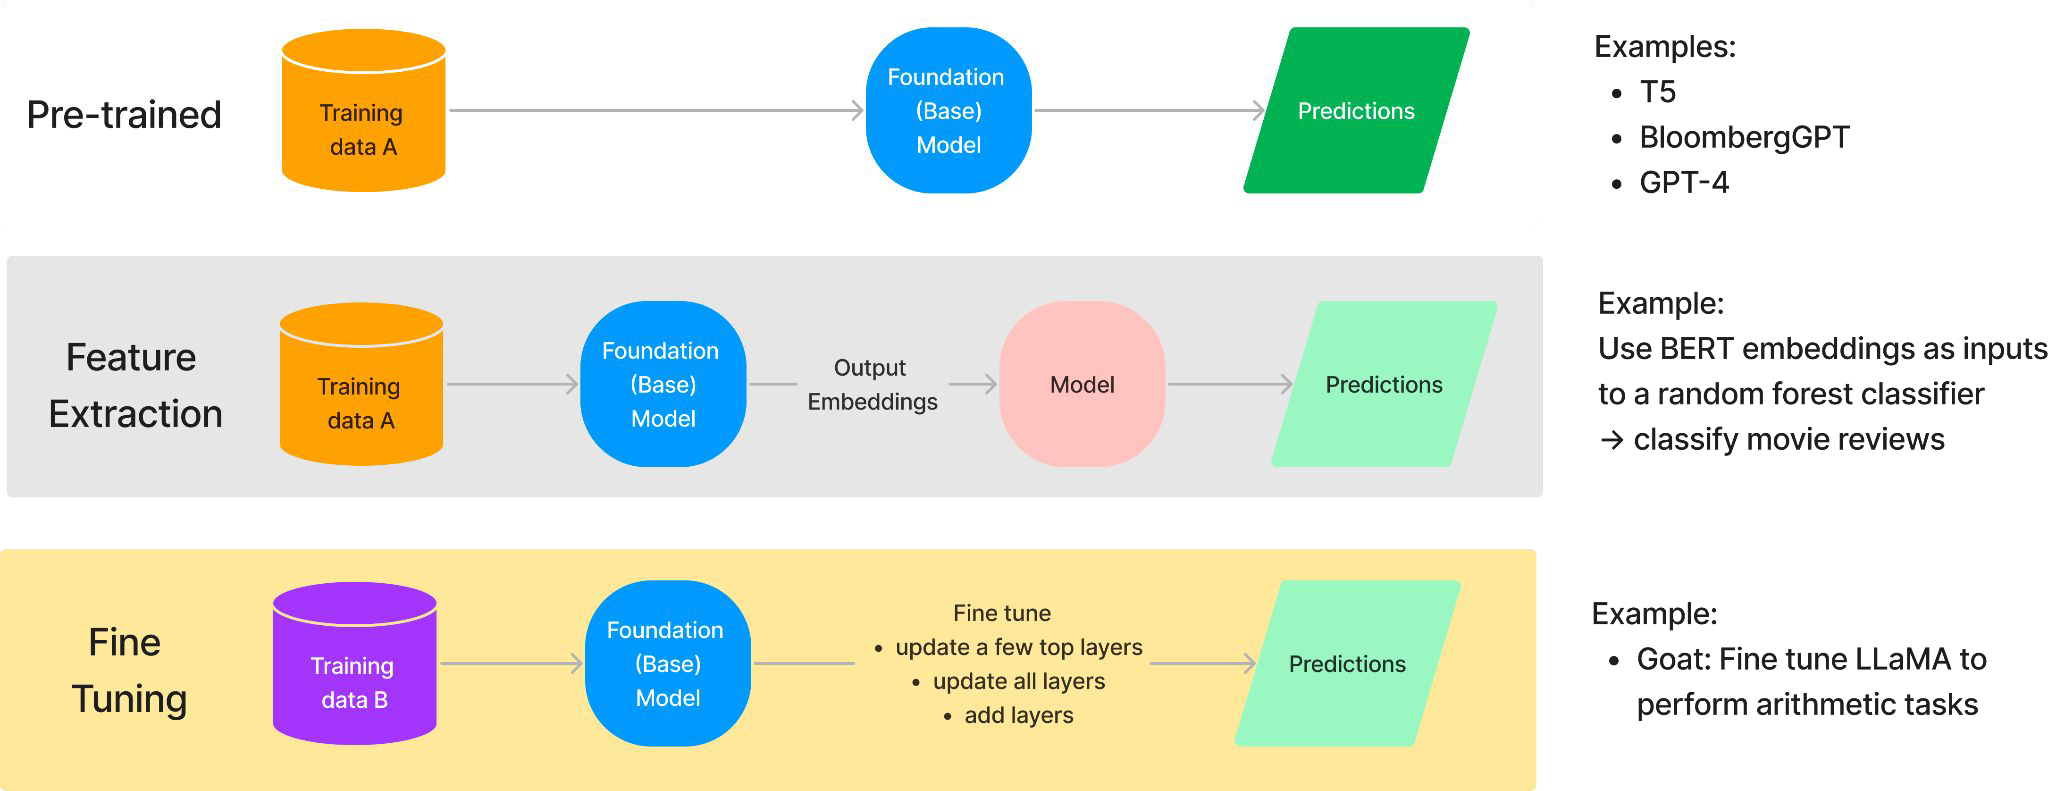 Pre-trained
Training
data A
Foundation
(Base)
Model
Predictions
Examples:
• T5
• BloombergGPT
• GPT-4
Feature
Extraction
Training
data A
Foundation
(Base)
Model
Output
Embeddings
Model
Predictions
Example:
Use BERT embeddings as inputs
to a random forest classifier
→ classify movie reviews
Fine
Tuning
Training
data B
Foundation
(Base)
Model
Fine tune
• update a few top layers
• update all layers
• add layers
Predictions
Example:
• Goat: Fine tune LLaMA to
perform arithmetic tasks